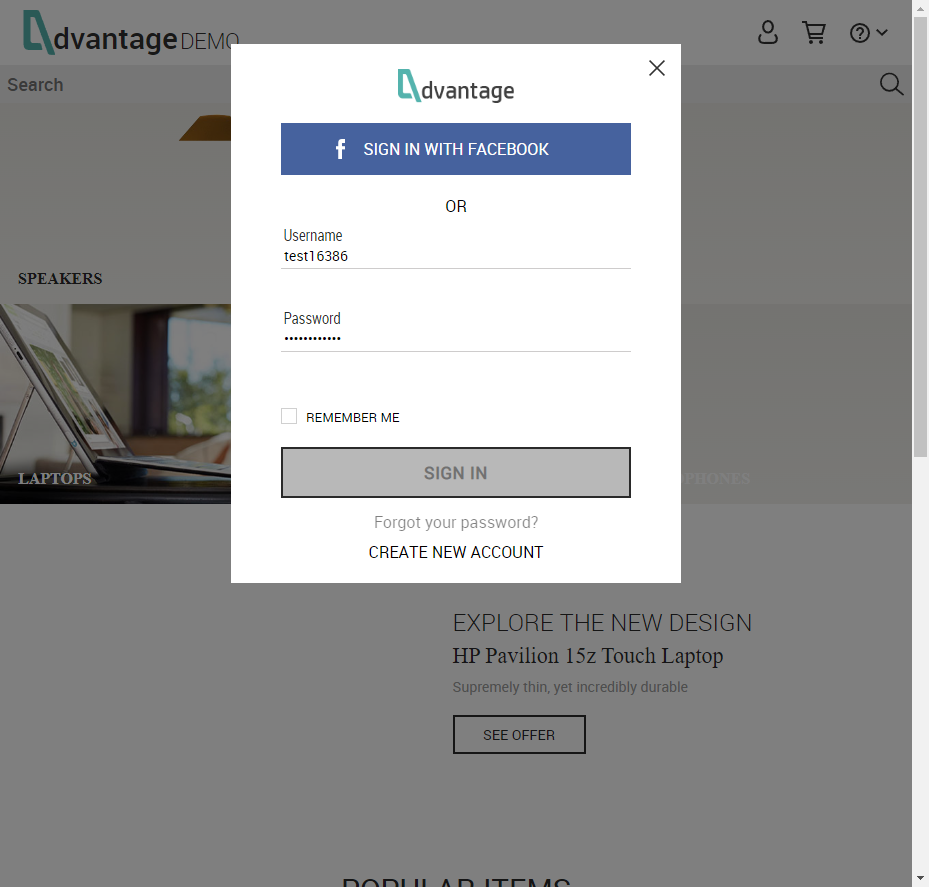 dvantage DEMO
Search
SPEAKERS
LAPTOPS
dvantage
SIGN IN WITH FACEBOOK
OR
Username
test16386
Password
••••••••••••
REMEMBER ME
SIGN IN
Forgot your password?
CREATE NEW ACCOUNT
PHONES
EXPLORE THE NEW DESIGN
HP Pavilion 15z Touch Laptop
Supremely thin, yet incredibly durable
SEE OFFER
POPULAR ITEMS